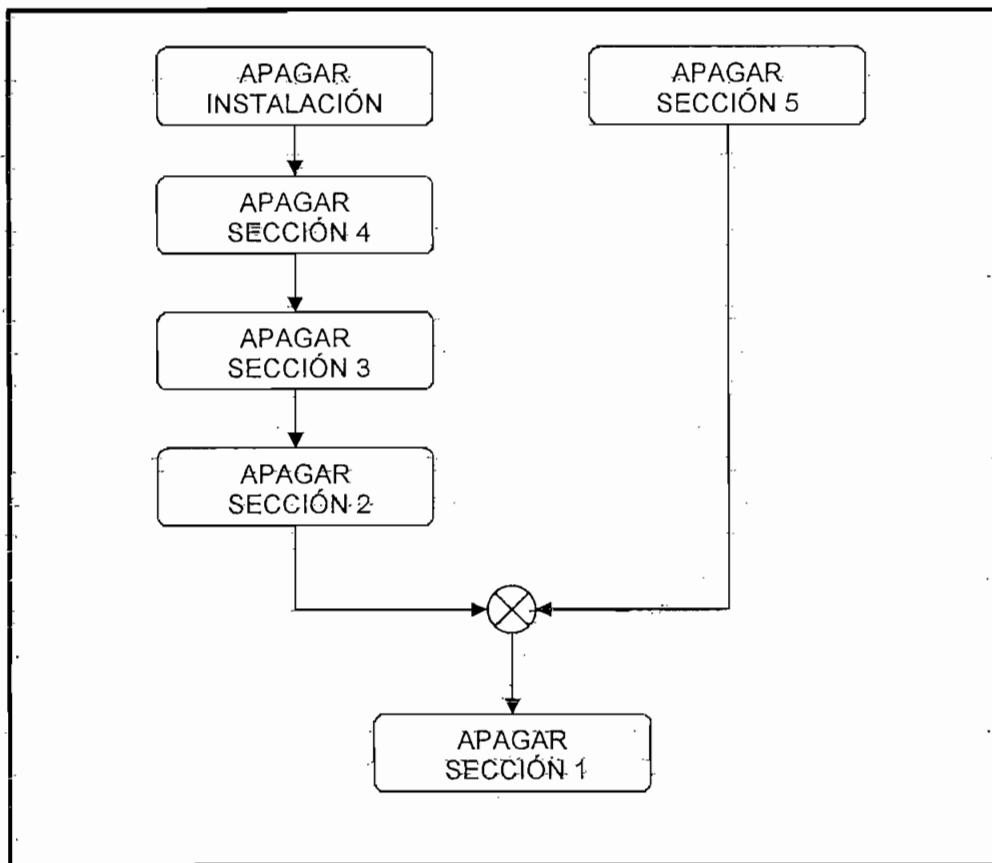 APAGAR
INSTALACIÓN
APAGAR
SECCIÓN 5
APAGAR
SECCIÓN 4
APAGAR
SECCIÓN 3
APAGAR
SECCIÓN 2
APAGAR
SECCIÓN 1